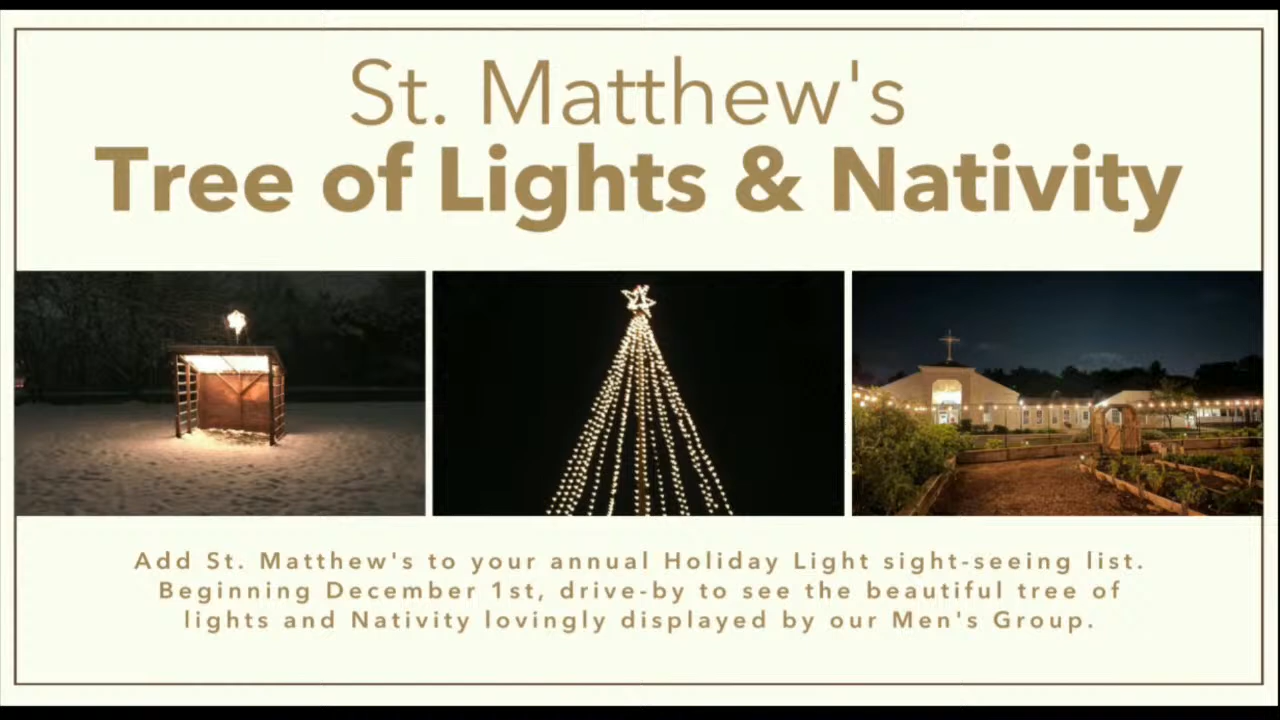 St. Matthew's
Tree of Lights & Nativity
Add St. Matthew's to your annual Holiday Light sight-seeing list.
Beginning December 1st, drive-by to see the beautiful tree of
lights and Nativity lovingly displayed by our Men's Group.